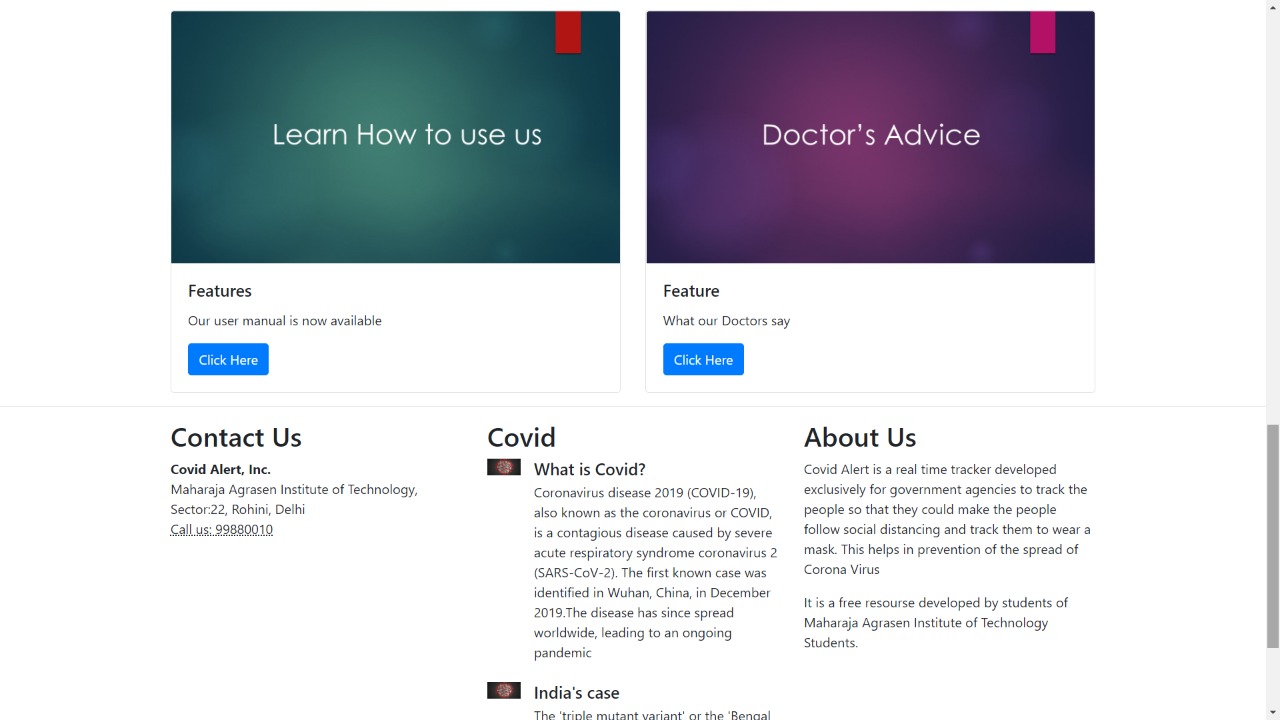 Learn How to use us
Doctor’s Advice
Features
Our user manual is now available
Click Here
Feature
What our Doctors say
Click Here
Contact Us
Covid Alert, Inc.
Maharaja Agrasen Institute of Technology,
Sector:22, Rohini, Delhi
Call us: 99880010
Covid
What is Covid?
Coronavirus disease 2019 (COVID-19),
also known as the coronavirus or COVID,
is a contagious disease caused by severe
acute respiratory syndrome coronavirus 2
(SARS-CoV-2). The first known case was
identified in Wuhan, China, in December
2019.The disease has since spread
worldwide, leading to an ongoing
pandemic
India's case
The 'triple mutant variant' or the 'Bengal
About Us
Covid Alert is a real time tracker developed
exclusively for government agencies to track the
people so that they could make the people
follow social distancing and track them to wear a
mask. This helps in prevention of the spread of
Corona Virus
It is a free resourse developed by students of
Maharaja Agrasen Institute of Technology
Students.